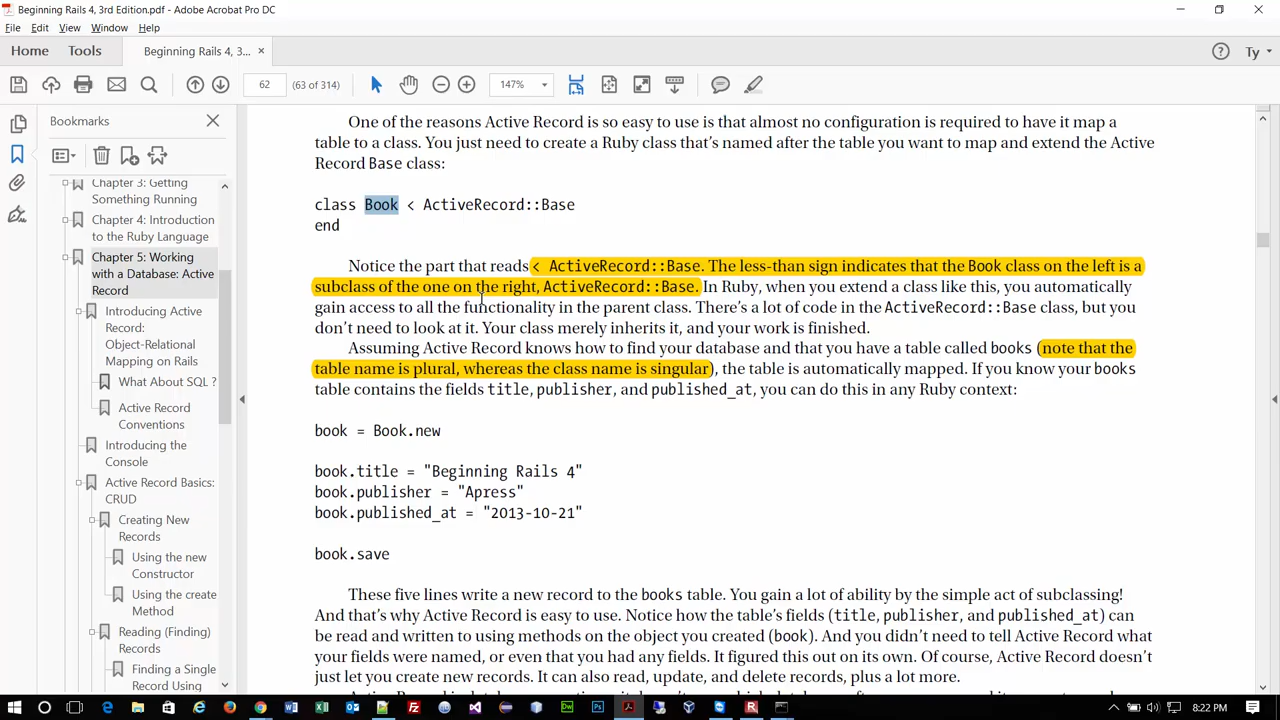 Beginning Rails 4, 3rd Edition.pdf - Adobe Acrobat Pro DC
File Edit View Window Help
Home Tools Beginning Rails 4, 3... × Ty
62 (63 of 314) 147%
Bookmarks
Chapter 3: Getting
Something Running
Chapter 4: Introduction
to the Ruby Language
Chapter 5: Working
with a Database: Active
Record
Introducing Active
Record:
Object-Relational
Mapping on Rails
What About SQL ?
Active Record
Conventions
Introducing the
Console
Active Record Basics:
CRUD
Creating New
Records
Using the new
Constructor
Using the create
Method
Reading (Finding)
Records
Finding a Single
Record Using
One of the reasons Active Record is so easy to use is that almost no configuration is required to have it map a
table to a class. You just need to create a Ruby class that's named after the table you want to map and extend the Active
Record Base class:
class Book < ActiveRecord::Base
end
Notice the part that reads < ActiveRecord::Base. The less-than sign indicates that the Book class on the left is a
subclass of the one on the right, ActiveRecord::Base. In Ruby, when you extend a class like this, you automatically
gain access to all the functionality in the parent class. There's a lot of code in the ActiveRecord::Base class, but you
don't need to look at it. Your class merely inherits it, and your work is finished.
Assuming Active Record knows how to find your database and that you have a table called books (note that the
table name is plural, whereas the class name is singular), the table is automatically mapped. If you know your books
table contains the fields title, publisher, and published_at, you can do this in any Ruby context:
book = Book.new
book.title = "Beginning Rails 4"
book.publisher = "Apress"
book.published_at = "2013-10-21"
book.save
These five lines write a new record to the books table. You gain a lot of ability by the simple act of subclassing!
And that's why Active Record is easy to use. Notice how the table's fields (title, publisher, and published_at) can
be read and written to using methods on the object you created (book). And you didn't need to tell Active Record what
your fields were named, or even that you had any fields. It figured this out on its own. Of course, Active Record doesn't
just let you create new records. It can also read, update, and delete records, plus a lot more.
8:22 PM